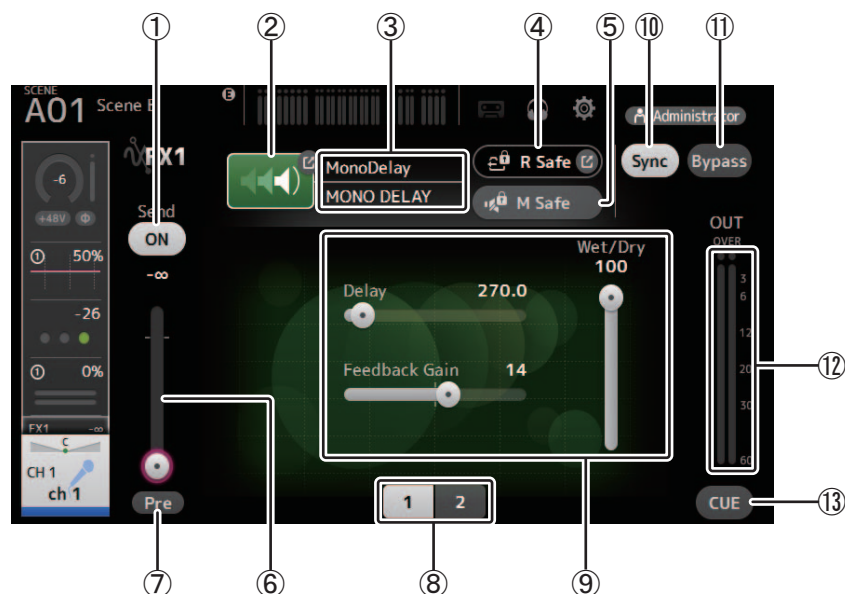 ① ② ③ ④ ⑤ ⑩ ⑪
SCENE
A01 Scene
E
Administrator
FX1
MonoDelay
MONO DELAY
R Safe
M Safe
Sync
Bypass
-6
+48V Φ
Send
ON
-∞
① 50%
-26
① 0%
FX1 -∞
C
CH 1
ch 1
Pre
Delay 270.0
Feedback Gain 14
Wet/Dry
100
1 2
OUT
OVER
3
6
12
20
30
60
CUE
⑫
⑬
⑦ ⑥ ⑧ ⑨